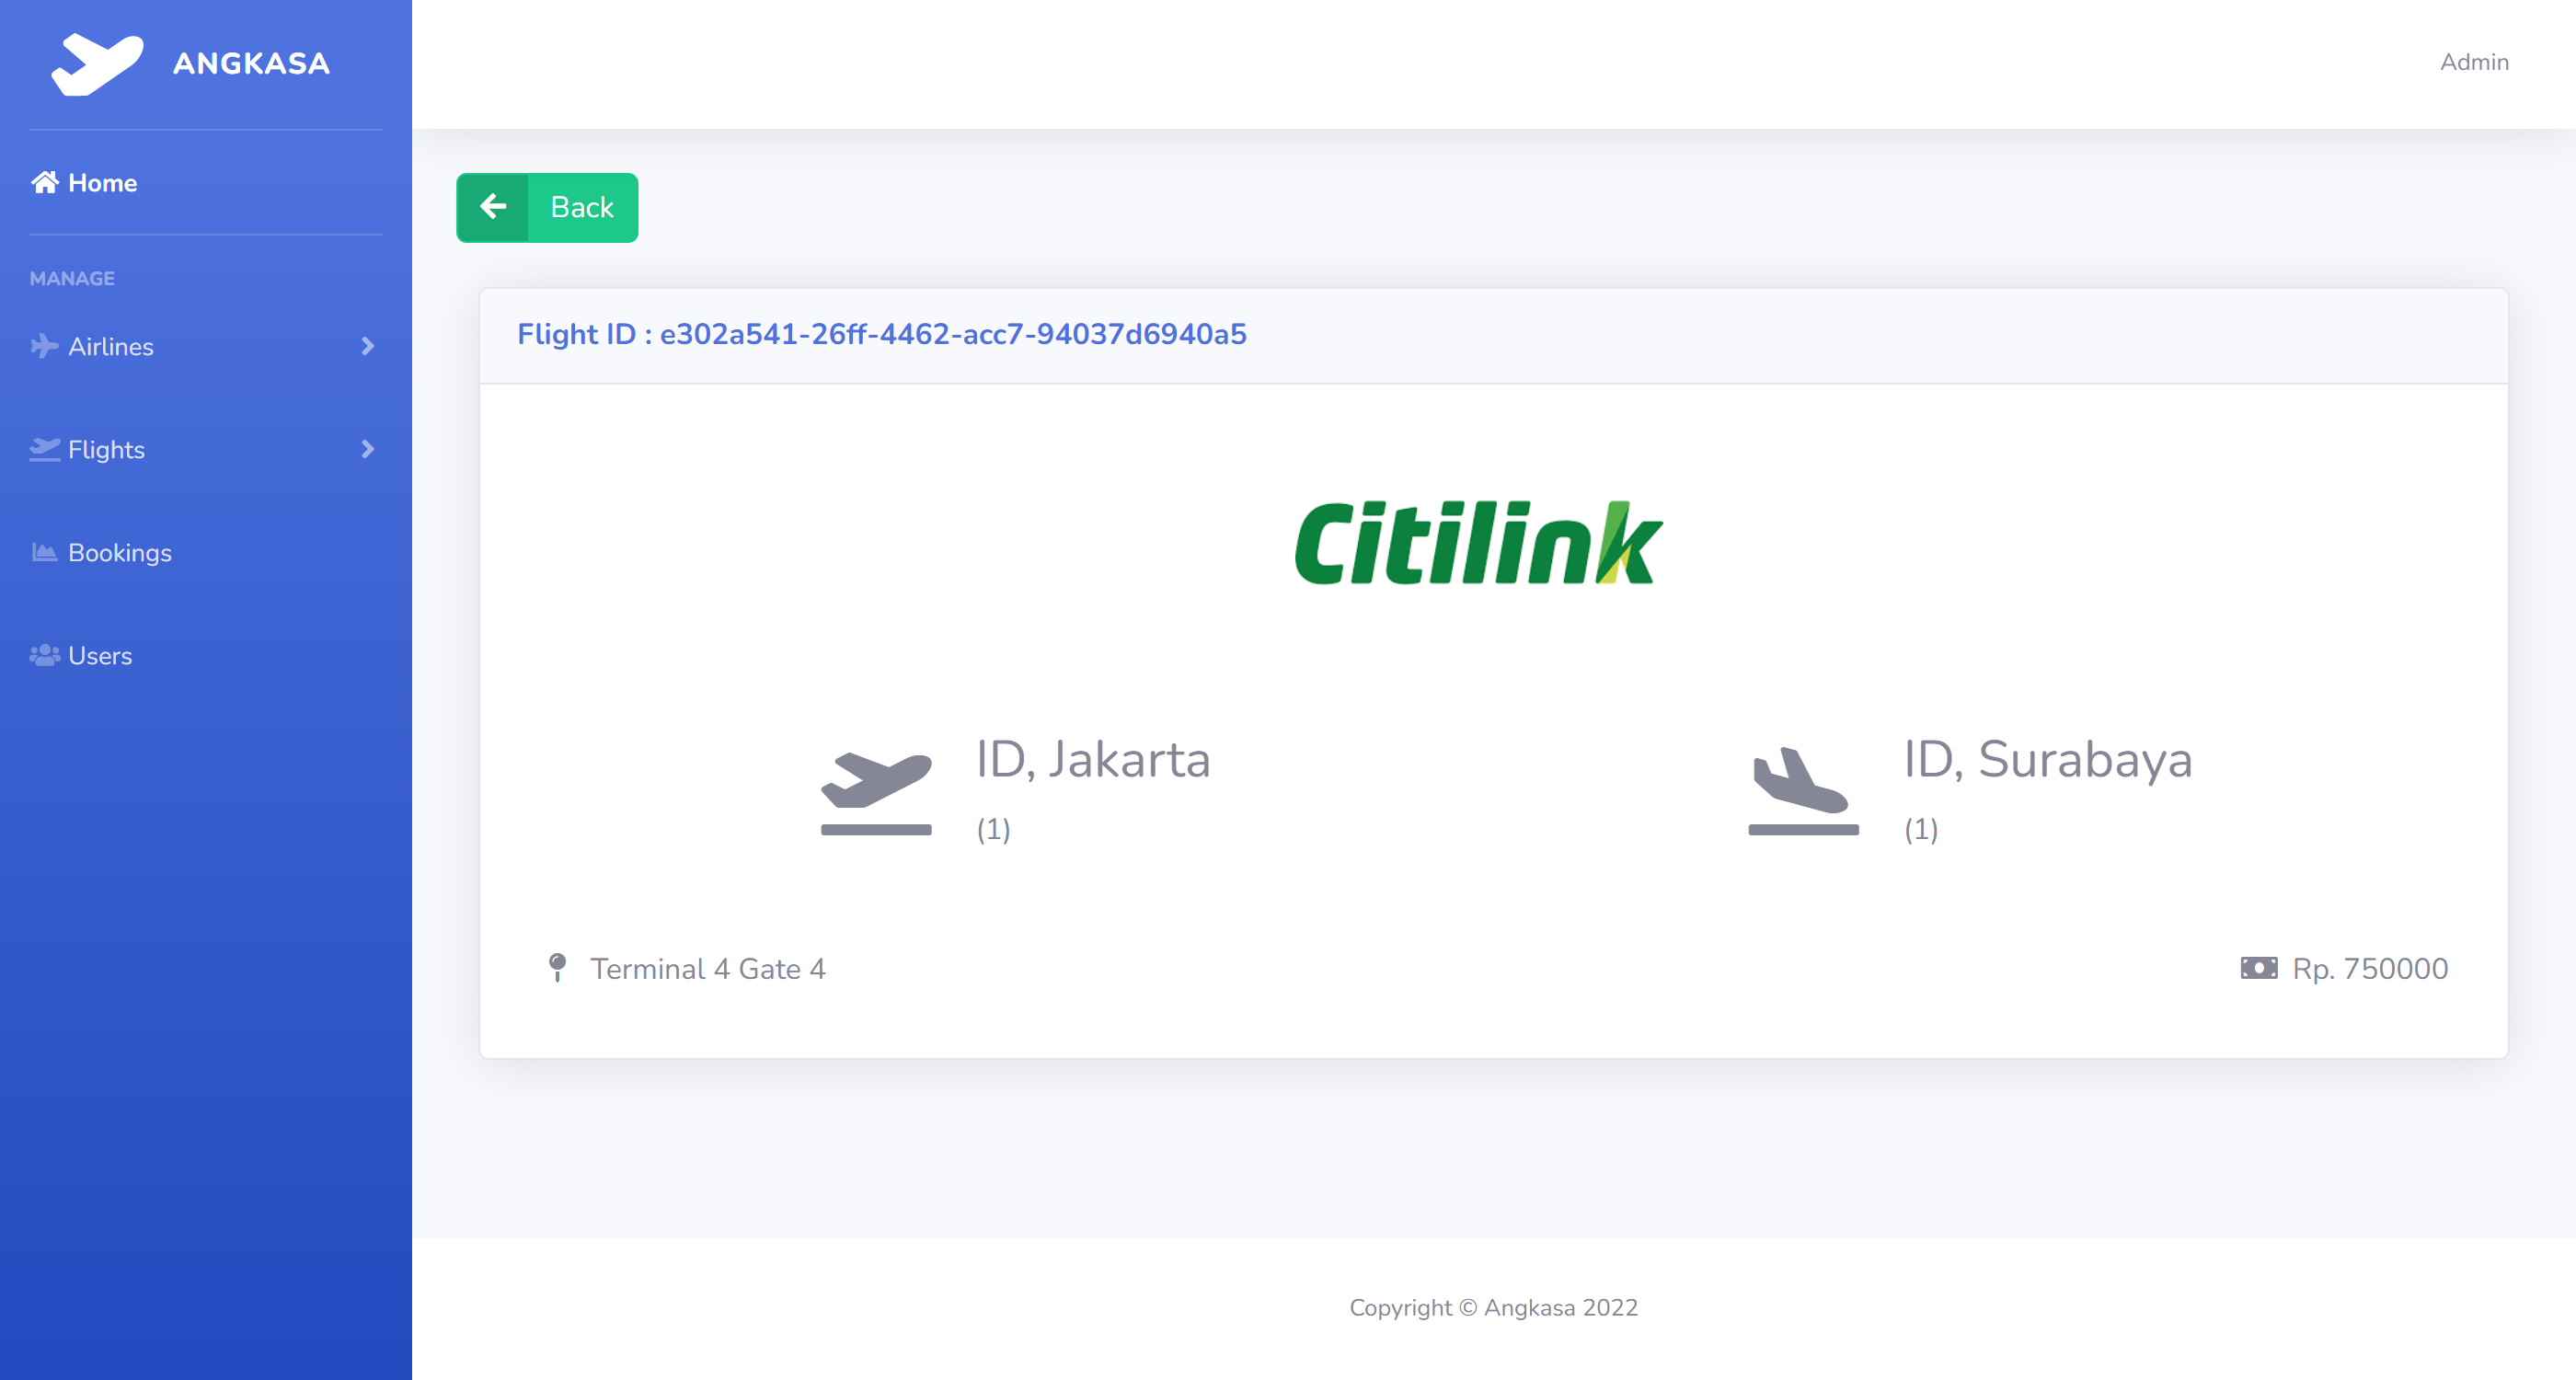 ANGKASA
Admin
Home
MANAGE
Airlines
Flights
Bookings
Users
Back
Flight ID : e302a541-26ff-4462-acc7-94037d6940a5
Citilink
ID, Jakarta
(1)
ID, Surabaya
(1)
Terminal 4 Gate 4
Rp. 750000
Copyright © Angkasa 2022